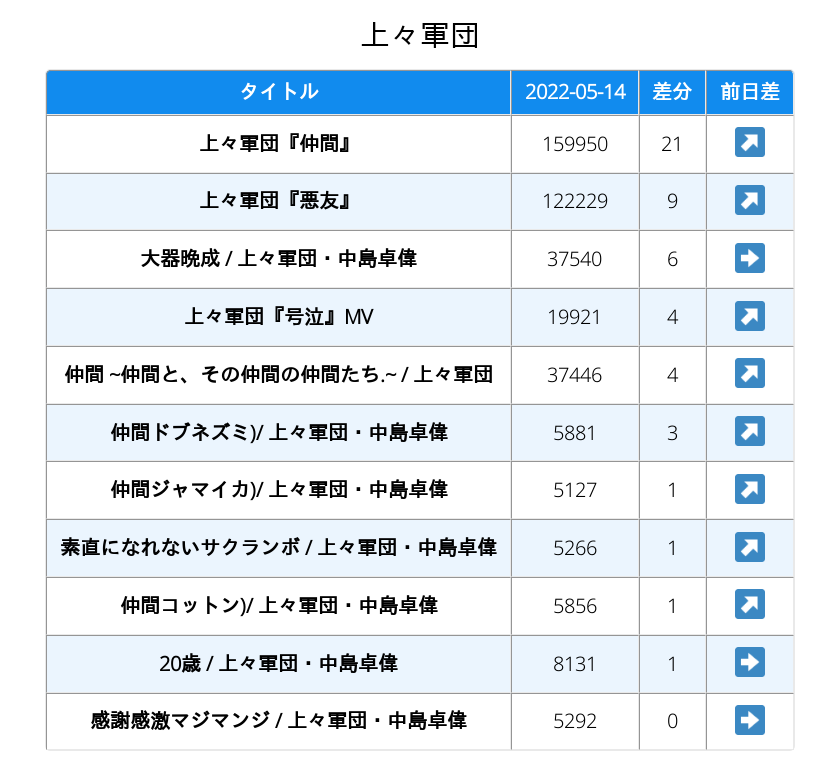 上々軍団
タイトル 2022-05-14 差分 前日差
上々軍団『仲間』 159950 21 ↗
上々軍団『悪友』 122229 9 ↗
大器晩成 / 上々軍団・中島卓偉 37540 6 ➡
上々軍団『号泣』MV 19921 4 ↗
仲間 ~仲間と、その仲間の仲間たち.~ / 上々軍団 37446 4 ↗
仲間ドブネズミ)/ 上々軍団・中島卓偉 5881 3 ↗
仲間ジャマイカ)/ 上々軍団・中島卓偉 5127 1 ↗
素直になれないサクランボ / 上々軍団・中島卓偉 5266 1 ↗
仲間コットン)/ 上々軍団・中島卓偉 5856 1 ↗
20歳 / 上々軍団・中島卓偉 8131 1 ➡
感謝感激マジマンジ / 上々軍団・中島卓偉 5292 0 ➡